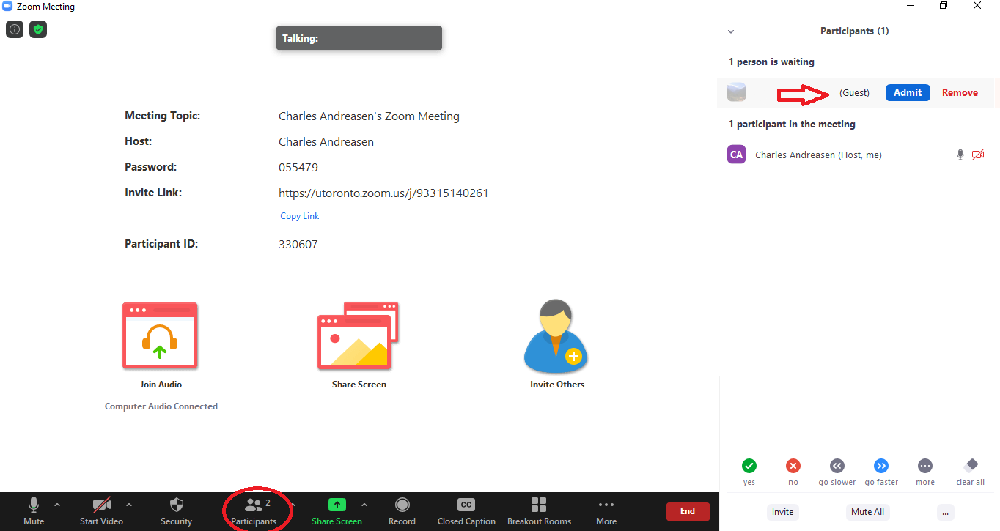 Zoom Meeting
Talking:
Meeting Topic: Charles Andreasen's Zoom Meeting
Host: Charles Andreasen
Password: 055479
Invite Link: https://utoronto.zoom.us/j/93315140261
Copy Link
Participant ID: 330607
Join Audio Share Screen Invite Others
Computer Audio Connected
Mute Start Video Security Participants 2 Share Screen Record CC Closed Caption Breakout Rooms More End
Participants (1)
1 person is waiting
(Guest) Admit Remove
1 participant in the meeting
CA Charles Andreasen (Host, me)
yes no go slower go faster more clear all
Invite Mute All ...